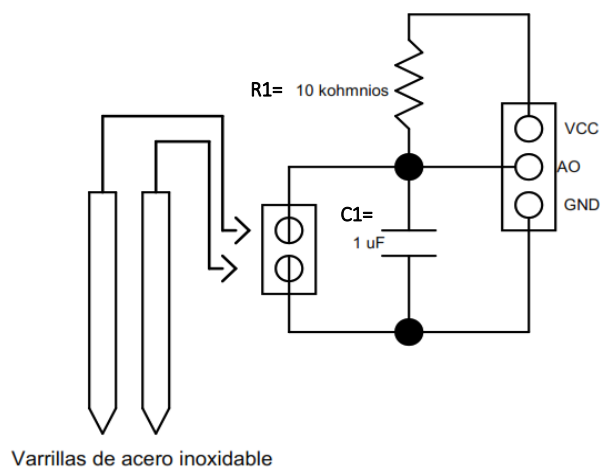 R1= 10 kohmnios
VCC
AO
GND
C1=
1 uF
Varrillas de acero inoxidable